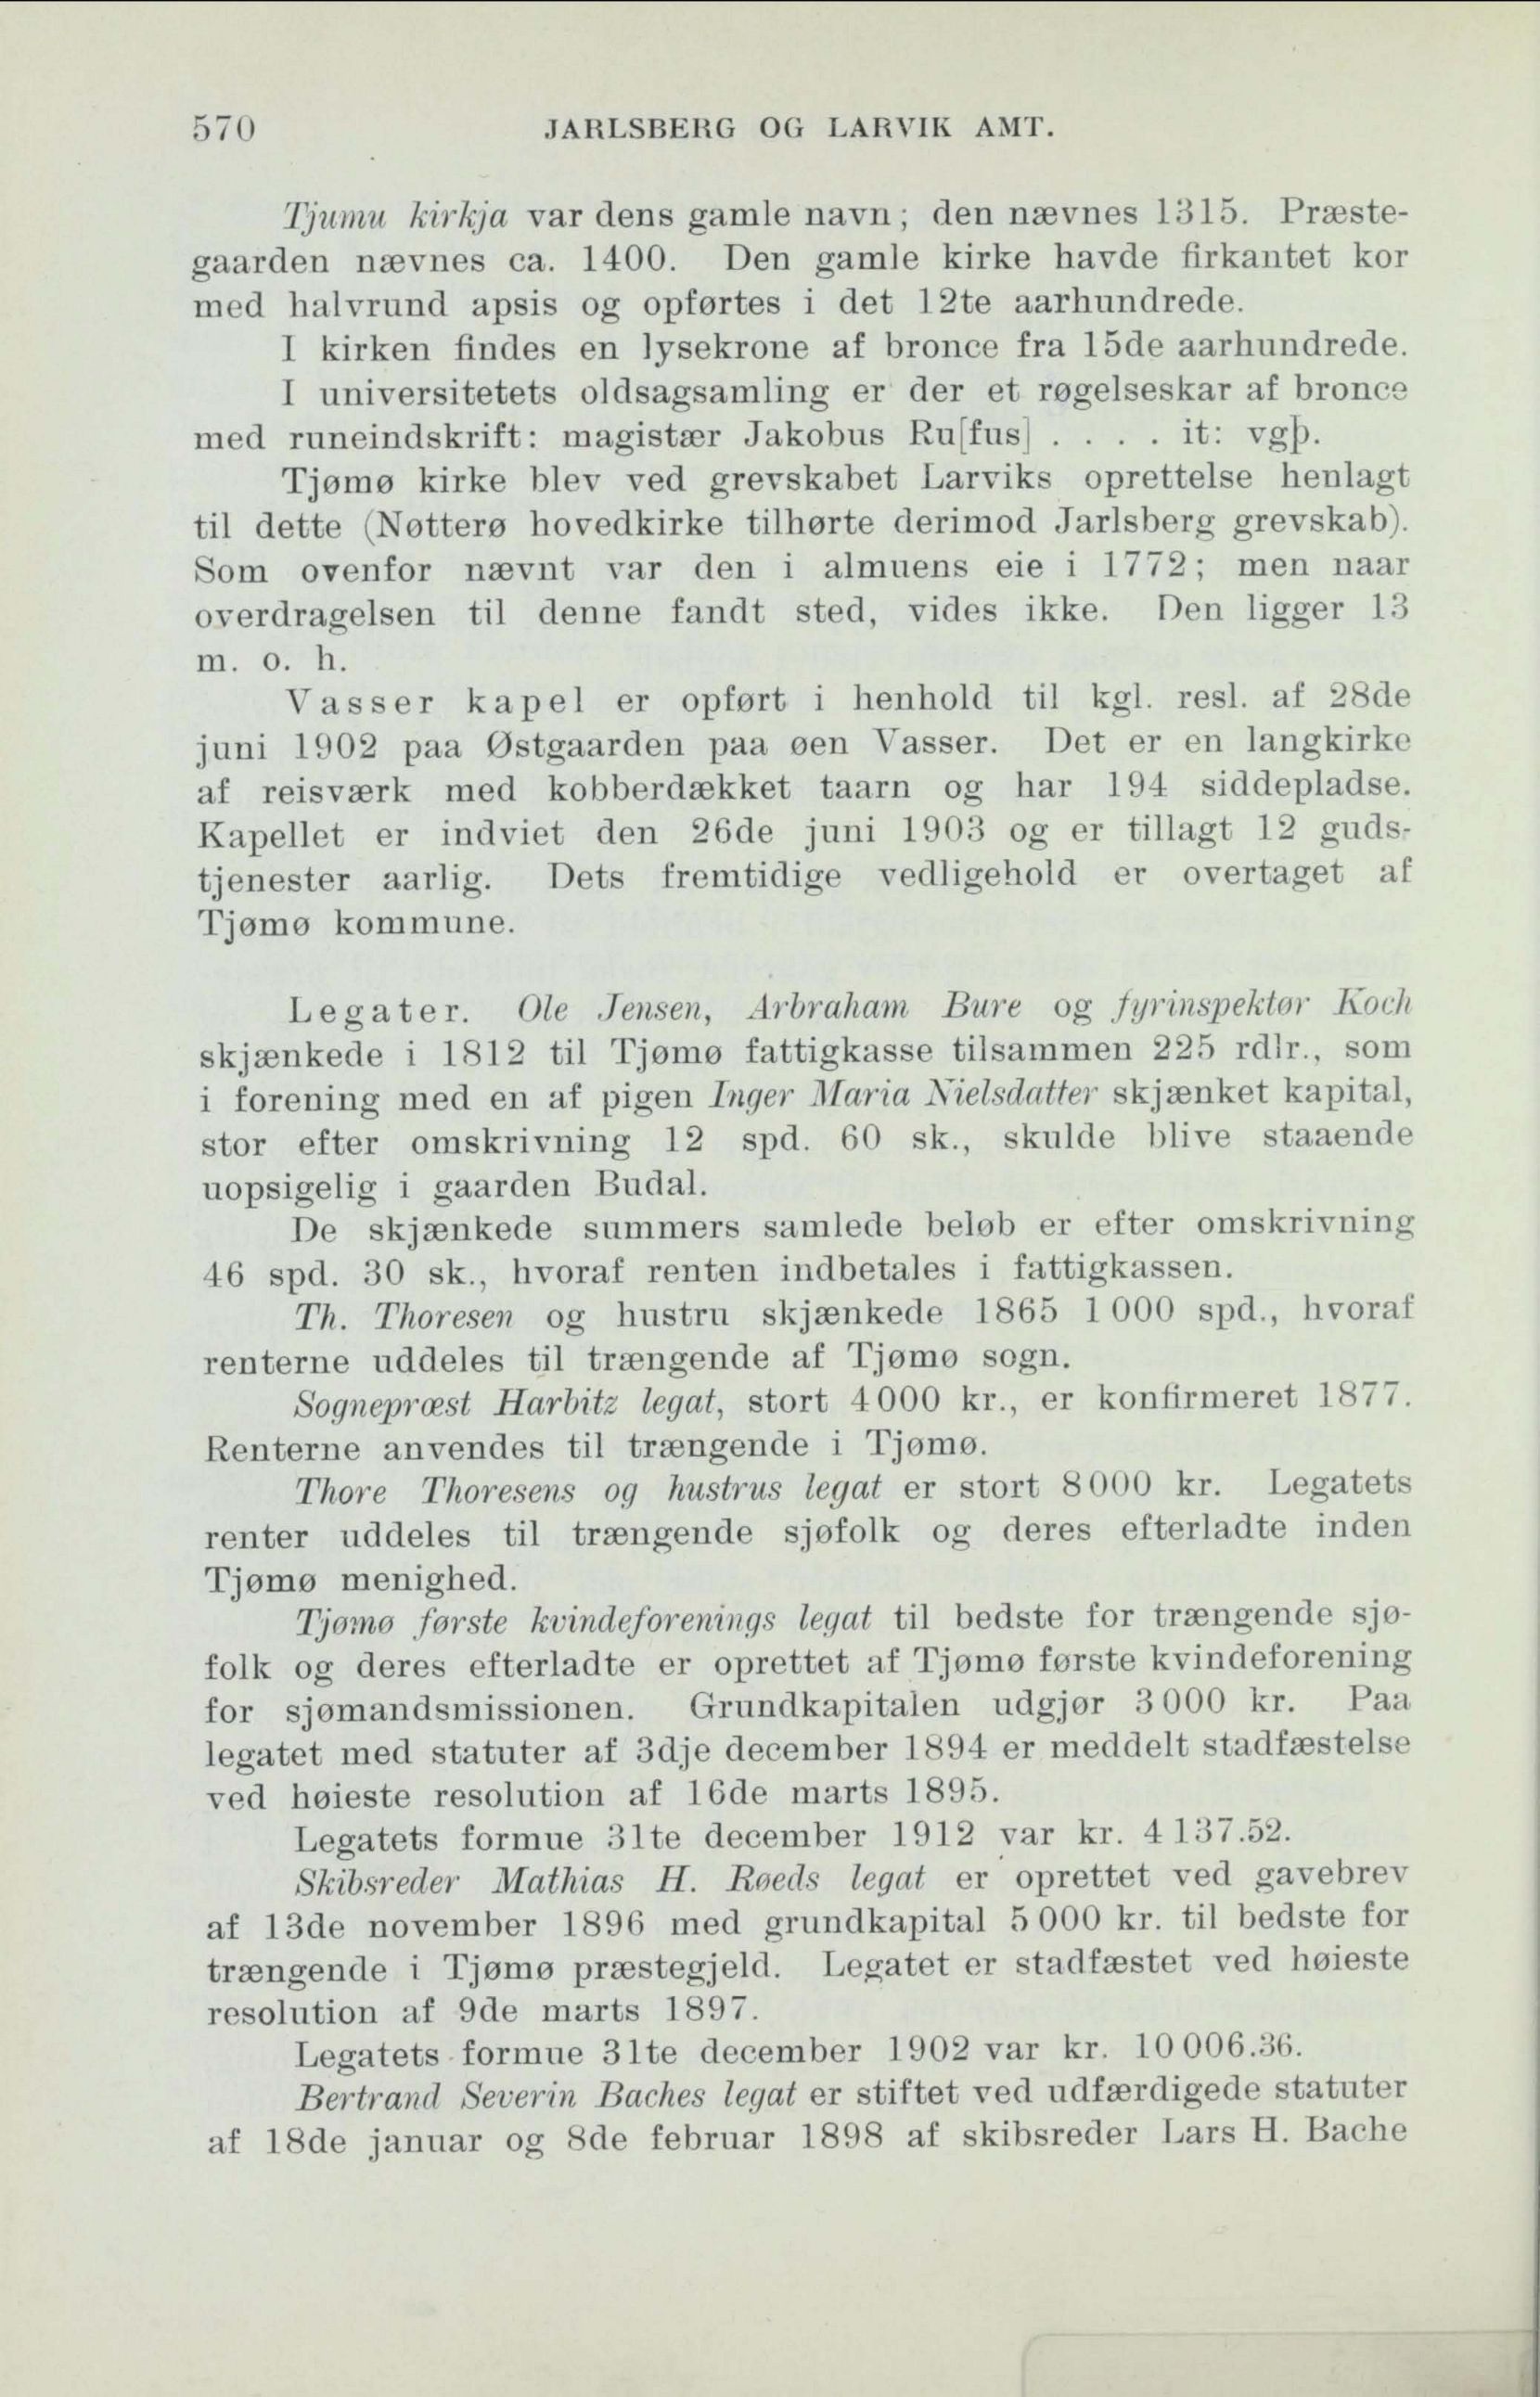 570 JARLSBERG OG LARVIK AMT.
Tjumu kirkja var dens gamle navn; den nævnes 1315. Præste-
gaarden nævnes ca. 1400. Den gamle kirke havde firkantet kor
med halvrund apsis og opførtes i det 12te aarhundrede.
I kirken findes en lysekrone af bronce fra 15de aarhundrede.
I universitetets oldsagsamling er der et røgelseskar af bronce
med runeindskrift: magistær Jakobus Ru[fus] . . . . it: vgþ.
Tjømø kirke blev ved grevskabet Larviks oprettelse henlagt
til dette (Nøtterø hovedkirke tilhørte derimod Jarlsberg grevskab).
Som ovenfor nævnt var den i almuens eie i 1772; men naar
overdragelsen til denne fandt sted, vides ikke. Den ligger 13
m. o. h.
Vasser kapel er opført i henhold til kgl. resl. af 28de
juni 1902 paa Østgaarden paa øen Vasser. Det er en langkirke
af reisværk med kobberdækket taarn og har 194 siddepladse.
Kapellet er indviet den 26de juni 1903 og er tillagt 12 guds-
tjenester aarlig. Dets fremtidige vedligehold er overtaget af
Tjømø kommune.
Legater. Ole Jensen, Arbraham Bure og fyrinspektør Koch
skjænkede i 1812 til Tjømø fattigkasse tilsammen 225 rdlr., som
i forening med en af pigen Inger Maria Nielsdatter skjænket kapital,
stor efter omskrivning 12 spd. 60 sk., skulde blive staaende
uopsigelig i gaarden Budal.
De skjænkede summers samlede beløb er efter omskrivning
46 spd. 30 sk., hvoraf renten indbetales i fattigkassen.
Th. Thoresen og hustru skjænkede 1865 1 000 spd., hvoraf
renterne uddeles til trængende af Tjømø sogn.
Sognepræst Harbitz legat, stort 4 000 kr., er konfirmeret 1877.
Renterne anvendes til trængende i Tjømø.
Thore Thoresens og hustrus legat er stort 8 000 kr. Legatets
renter uddeles til trængende sjøfolk og deres efterladte inden
Tjømø menighed.
Tjømø første kvindeforenings legat til bedste for trængende sjø-
folk og deres efterladte er oprettet af Tjømø første kvindeforening
for sjømandsmissionen. Grundkapitalen udgjør 3 000 kr. Paa
legatet med statuter af 3dje december 1894 er meddelt stadfæstelse
ved høieste resolution af 16de marts 1895.
Legatets formue 31te december 1912 var kr. 4 137.52.
Skibsreder Mathias H. Røeds legat er oprettet ved gavebrev
af 13de november 1896 med grundkapital 5 000 kr. til bedste for
trængende i Tjømø præstegjeld. Legatet er stadfæstet ved høieste
resolution af 9de marts 1897.
Legatets formue 31te december 1902 var kr. 10 006.36.
Bertrand Severin Baches legat er stiftet ved udfærdigede statuter
af 18de januar og 8de februar 1898 af skibsreder Lars H. Bache